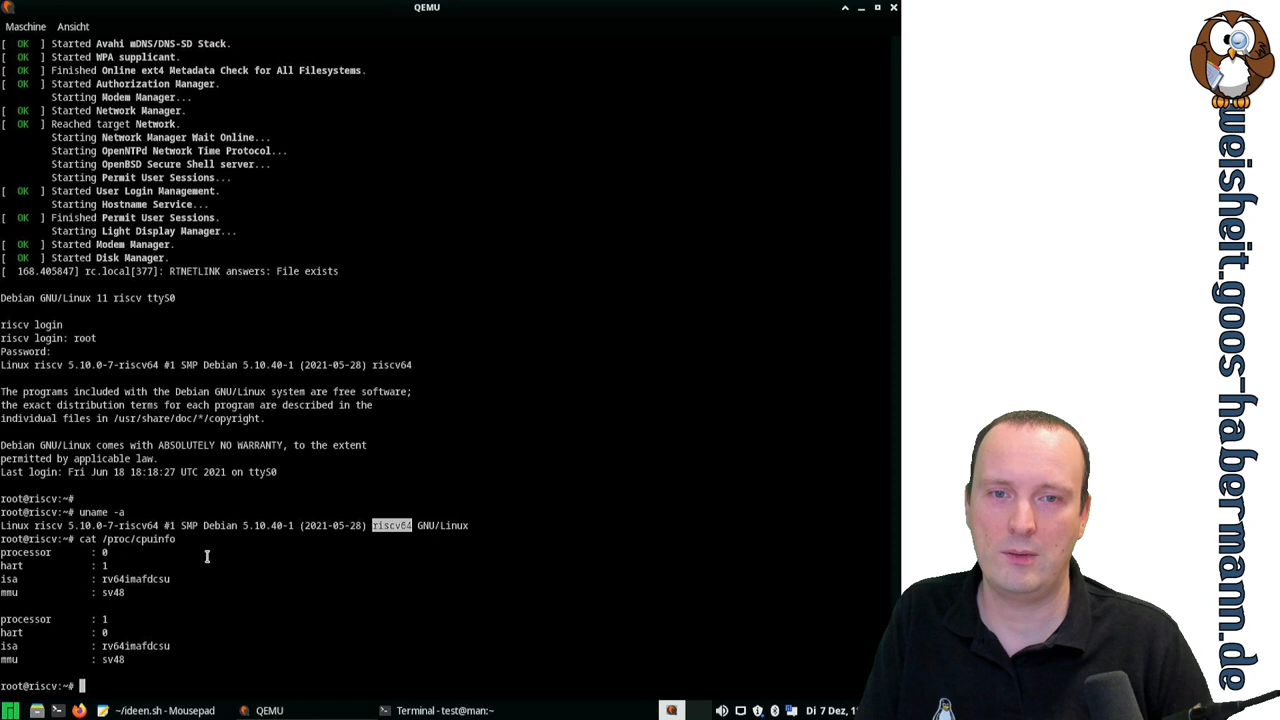 QEMU
Maschine Ansicht
[ OK ] Started Avahi mDNS/DNS-SD Stack.
[ OK ] Started WPA supplicant.
[ OK ] Finished Online ext4 Metadata Check for All Filesystems.
[ OK ] Started Authorization Manager.
Starting Modem Manager...
[ OK ] Started Network Manager.
[ OK ] Reached target Network.
Starting Network Manager Wait Online...
Starting OpenNTPd Network Time Protocol...
Starting OpenBSD Secure Shell server...
Starting Permit User Sessions...
[ OK ] Started User Login Management.
Starting Hostname Service...
[ OK ] Finished Permit User Sessions.
Starting Light Display Manager...
[ OK ] Started Modem Manager.
[ OK ] Started Disk Manager.
[ 168.405847] rc.local[377]: RTNETLINK answers: File exists
Debian GNU/Linux 11 riscv ttyS0
riscv login
riscv login: root
Password:
Linux riscv 5.10.0-7-riscv64 #1 SMP Debian 5.10.40-1 (2021-05-28) riscv64
The programs included with the Debian GNU/Linux system are free software;
the exact distribution terms for each program are described in the
individual files in /usr/share/doc/*/copyright.
Debian GNU/Linux comes with ABSOLUTELY NO WARRANTY, to the extent
permitted by applicable law.
Last login: Fri Jun 18 18:18:27 UTC 2021 on ttyS0
root@riscv:~#
root@riscv:~# uname -a
Linux riscv 5.10.0-7-riscv64 #1 SMP Debian 5.10.40-1 (2021-05-28) riscv64 GNU/Linux
root@riscv:~# cat /proc/cpuinfo
processor : 0
hart : 1
isa : rv64imafdcsu
mmu : sv48
processor : 1
hart : 0
isa : rv64imafdcsu
mmu : sv48
root@riscv:~#
~/ideen.sh - Mousepad QEMU Terminal - test@man:~ Di 7 Dez,
weisheit.goos-habermann.de